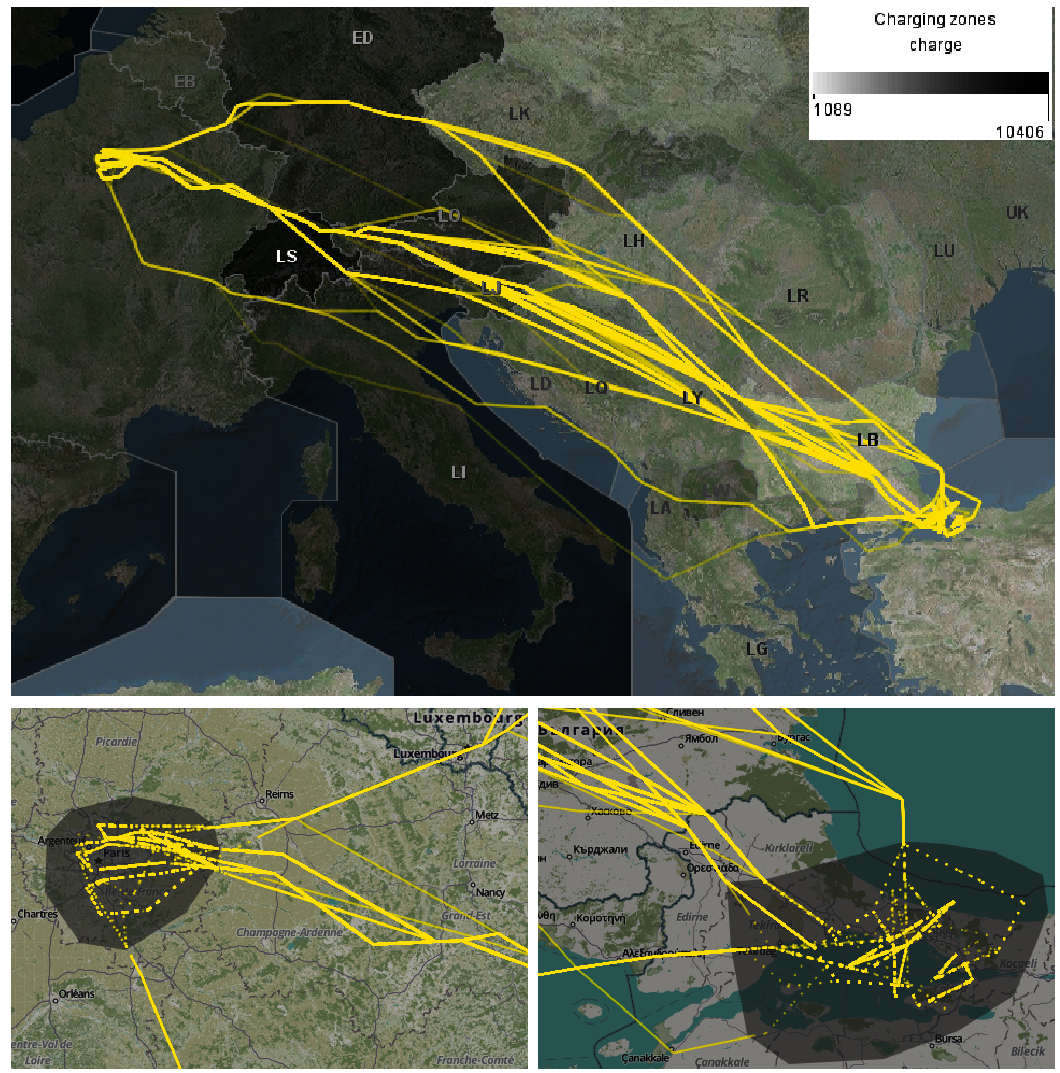 Charging zones
charge
1089
10406
ED
EB
LK
LO
UK
LH
LU
LS
LJ
LR
LD
LQ
LY
LB
LI
LA
LG
Luxembourg
Luxembourg
Picardie
Reims
Metz
Argenteuil
Paris
Lorraine
Nancy
Chartres
Grand-Est
Champagne-Ardenne
Orléans
Centre-Val de
Loire
Franche-Comté
Сливен
България
Ямбол
Бургас
Хасково
Edirne
Kırklareli
Кърджали
Ορεστιάδα
Κομοτηνή
Edirne
Tekirdağ
Αλεξανδρούπολη
Kocaeli
Bursa
Çanakkale
Çanakkale
Bilecik